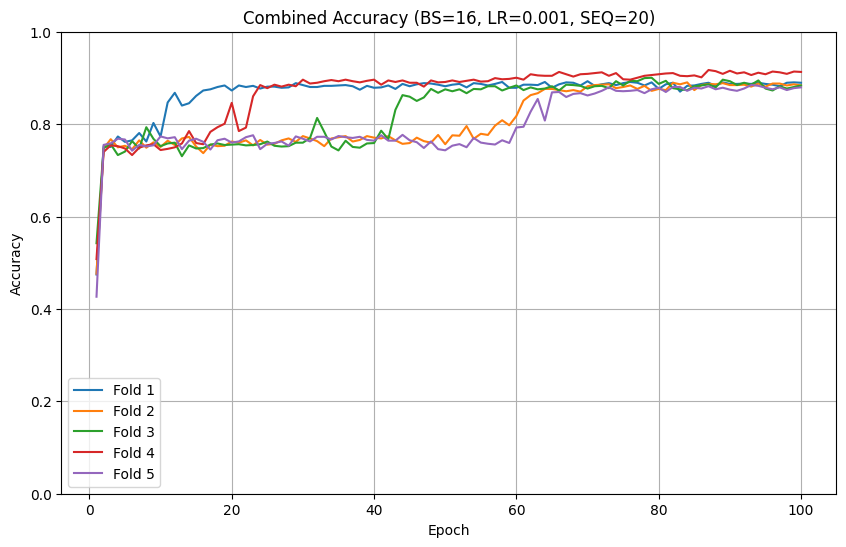 Combined Accuracy (BS=16, LR=0.001, SEQ=20)
1.0
0.8
0.6
0.4
0.2
0.0
Accuracy
Fold 1
Fold 2
Fold 3
Fold 4
Fold 5
0 20 40 60 80 100
Epoch